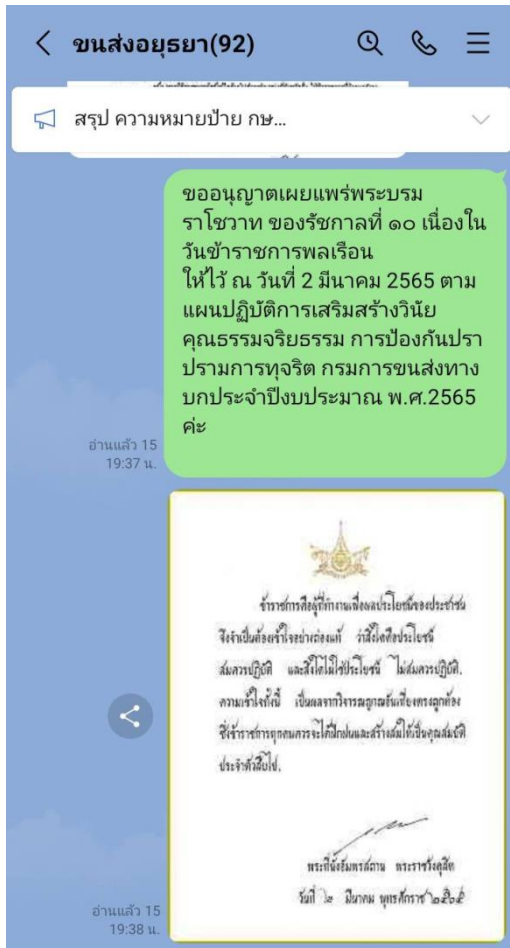 ขนส่งอยุธยา(92)
สรุป ความหมายป้าย กษ...
ขออนุญาตเผยแพร่พระบรม
ราโชวาท ของรัชกาลที่ ๑๐ เนื่องใน
วันข้าราชการพลเรือน
ให้ไว้ ณ วันที่ 2 มีนาคม 2565 ตาม
แผนปฏิบัติการเสริมสร้างวินัย
คุณธรรมจริยธรรม การป้องกันปรา
ปรามการทุจริต กรมการขนส่งทาง
บกประจำปีงบประมาณ พ.ศ.2565
ค่ะ
อ่านแล้ว 15
19:37 น.
ข้าราชการคือผู้ที่ทำงานเพื่อผลประโยชน์ของประชาชน
จึงจำเป็นต้องเข้าใจอย่างถ่องแท้ ว่าสิ่งใดคือประโยชน์
สมควรปฏิบัติ และสิ่งใดไม่ใช่ประโยชน์ ไม่สมควรปฏิบัติ.
ความเข้าใจทั้งนี้ เป็นผลจากวิจารณญาณอันเที่ยงตรงถูกต้อง
ซึ่งข้าราชการทุกคนควรจะได้ฝึกฝนและสร้างสมให้เป็นคุณสมบัติ
ประจำตัวสืบไป.
พระที่นั่งอัมพรสถาน พระราชวังดุสิต
วันที่ ๒ มีนาคม พุทธศักราช ๒๕๖๕
อ่านแล้ว 15
19:38 น.